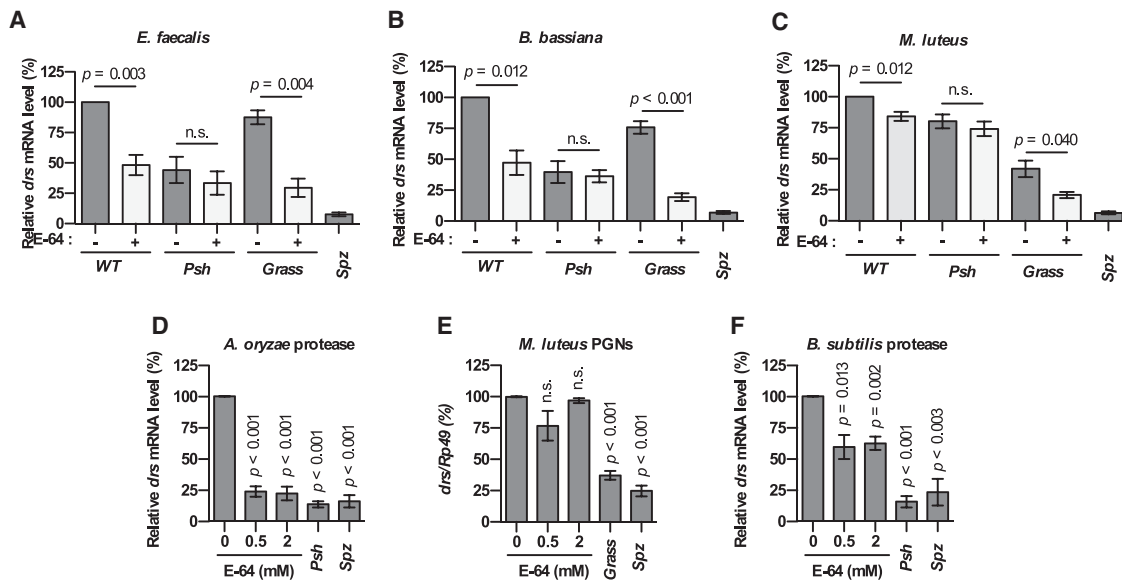 A
E. faecalis
Relative drs mRNA level (%)
125
100
75
50
25
0
p = 0.003
n.s.
p = 0.004
E-64 : - + - + - +
WT Psh Grass Spz
B
B. bassiana
Relative drs mRNA level (%)
125
100
75
50
25
0
p = 0.012
n.s.
p < 0.001
E-64 : - + - + - +
WT Psh Grass Spz
C
M. luteus
Relative drs mRNA level (%)
125
100
75
50
25
0
p = 0.012
n.s.
p = 0.040
E-64 : - + - + - +
WT Psh Grass Spz
D
A. oryzae protease
Relative drs mRNA level (%)
125
100
75
50
25
0
p < 0.001
p < 0.001
p < 0.001
p < 0.001
0 0.5 2 Psh Spz
E-64 (mM)
E
M. luteus PGNs
drs/Rp49 (%)
125
100
75
50
25
0
n.s.
n.s.
p < 0.001
p < 0.001
0 0.5 2 Grass Spz
E-64 (mM)
F
B. subtilis protease
Relative drs mRNA level (%)
125
100
75
50
25
0
p = 0.013
p = 0.002
p < 0.001
p < 0.003
0 0.5 2 Psh Spz
E-64 (mM)